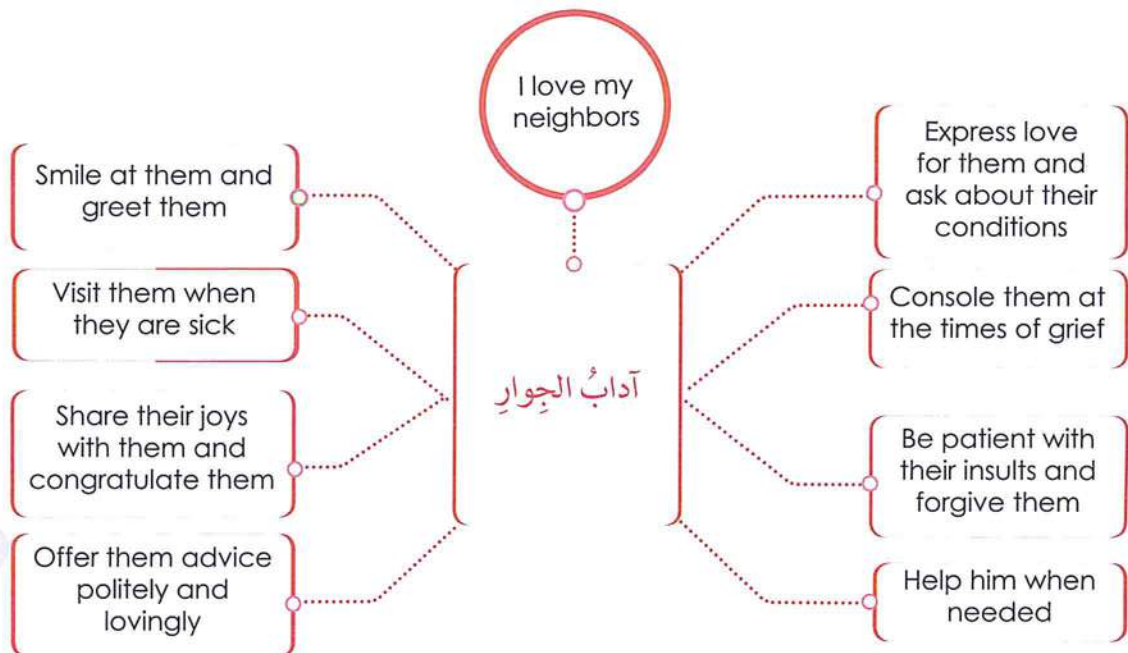 I love my
neighbors
Smile at them and
greet them
Visit them when
they are sick
Share their joys
with them and
congratulate them
Offer them advice
politely and
lovingly
آدابُ الجِوارِ
Express love
for them and
ask about their
conditions
Console them at
the times of grief
Be patient with
their insults and
forgive them
Help him when
needed